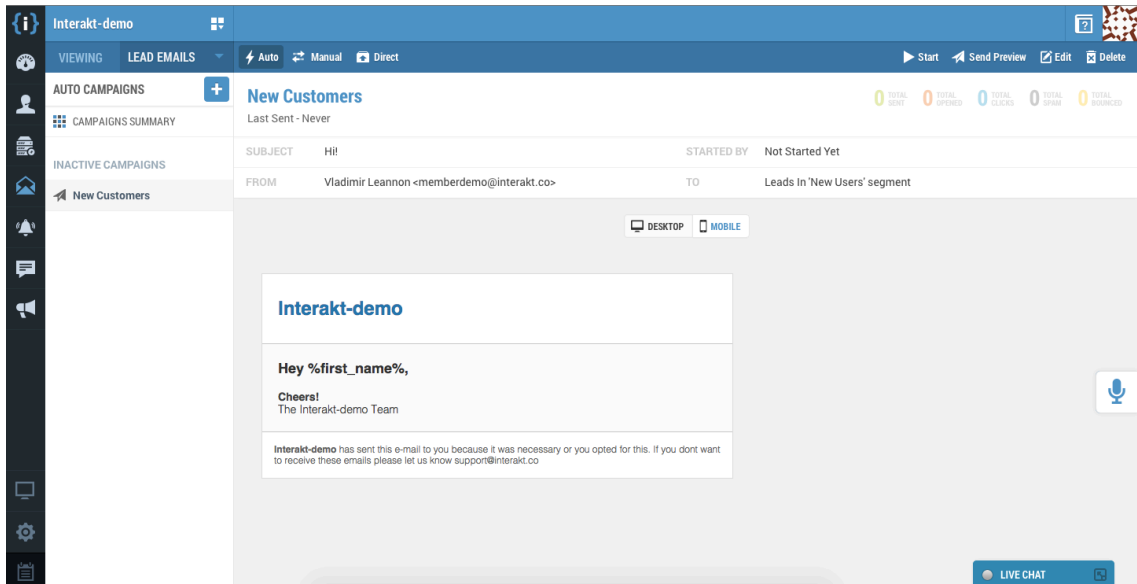 {i} Interakt-demo
?
VIEWING LEAD EMAILS Auto Manual Direct Start Send Preview Edit Delete
AUTO CAMPAIGNS +
CAMPAIGNS SUMMARY
INACTIVE CAMPAIGNS
New Customers
New Customers
Last Sent - Never
0 TOTAL SENT 0 TOTAL OPENED 0 TOTAL CLICKS 0 TOTAL SPAM 0 TOTAL BOUNCED
SUBJECT Hi! STARTED BY Not Started Yet
FROM Vladimir Leannon <memberdemo@interakt.co> TO Leads In 'New Users' segment
DESKTOP MOBILE
Interakt-demo
Hey %first_name%,
Cheers!
The Interakt-demo Team
Interakt-demo has sent this e-mail to you because it was necessary or you opted for this. If you dont want
to receive these emails please let us know support@interakt.co
LIVE CHAT